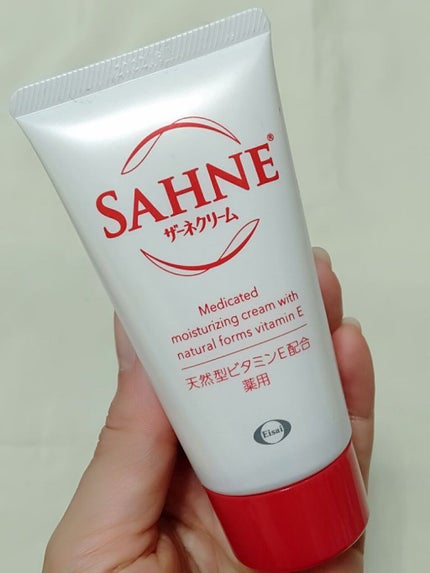 SAHNE®
ザーネクリーム
Medicated
moisturizing cream with
natural forms vitamin E
天然型ビタミンE配合
薬用
Eisai